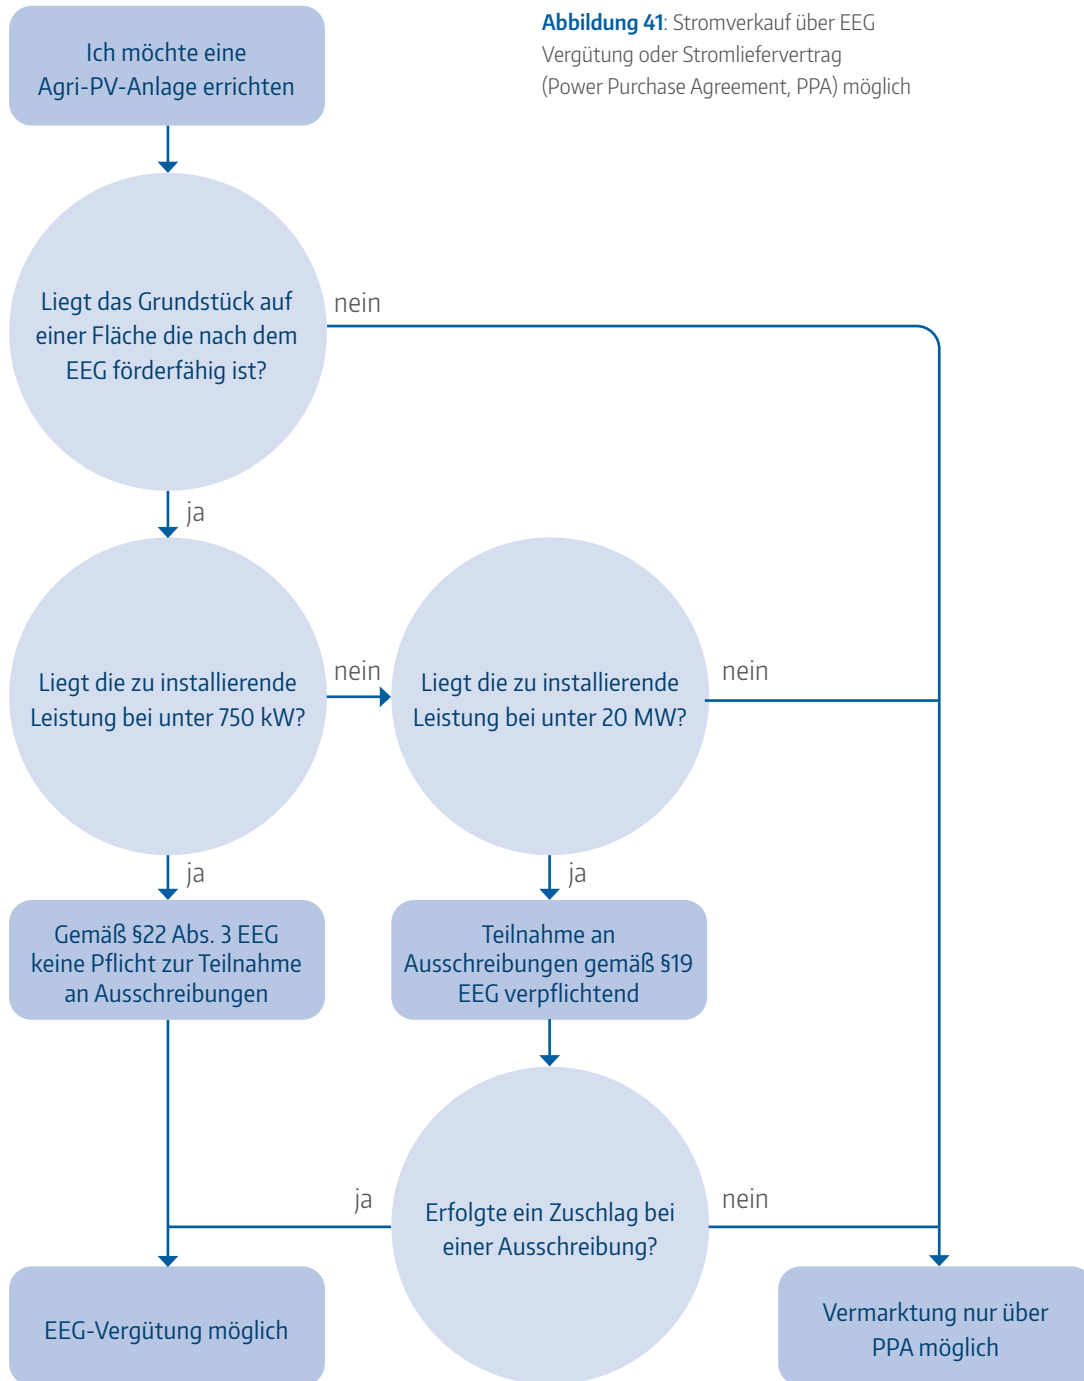 Ich möchte eine
Agri-PV-Anlage errichten
Abbildung 41: Stromverkauf über EEG
Vergütung oder Stromliefervertrag
(Power Purchase Agreement, PPA) möglich
Liegt das Grundstück auf
einer Fläche die nach dem
EEG förderfähig ist?
nein
ja
Liegt die zu installierende
Leistung bei unter 750 kW?
nein
Liegt die zu installierende
Leistung bei unter 20 MW?
nein
ja
ja
Gemäß §22 Abs. 3 EEG
keine Pflicht zur Teilnahme
an Ausschreibungen
Teilnahme an
Ausschreibungen gemäß §19
EEG verpflichtend
ja
Erfolgte ein Zuschlag bei
einer Ausschreibung?
nein
EEG-Vergütung möglich
Vermarktung nur über
PPA möglich